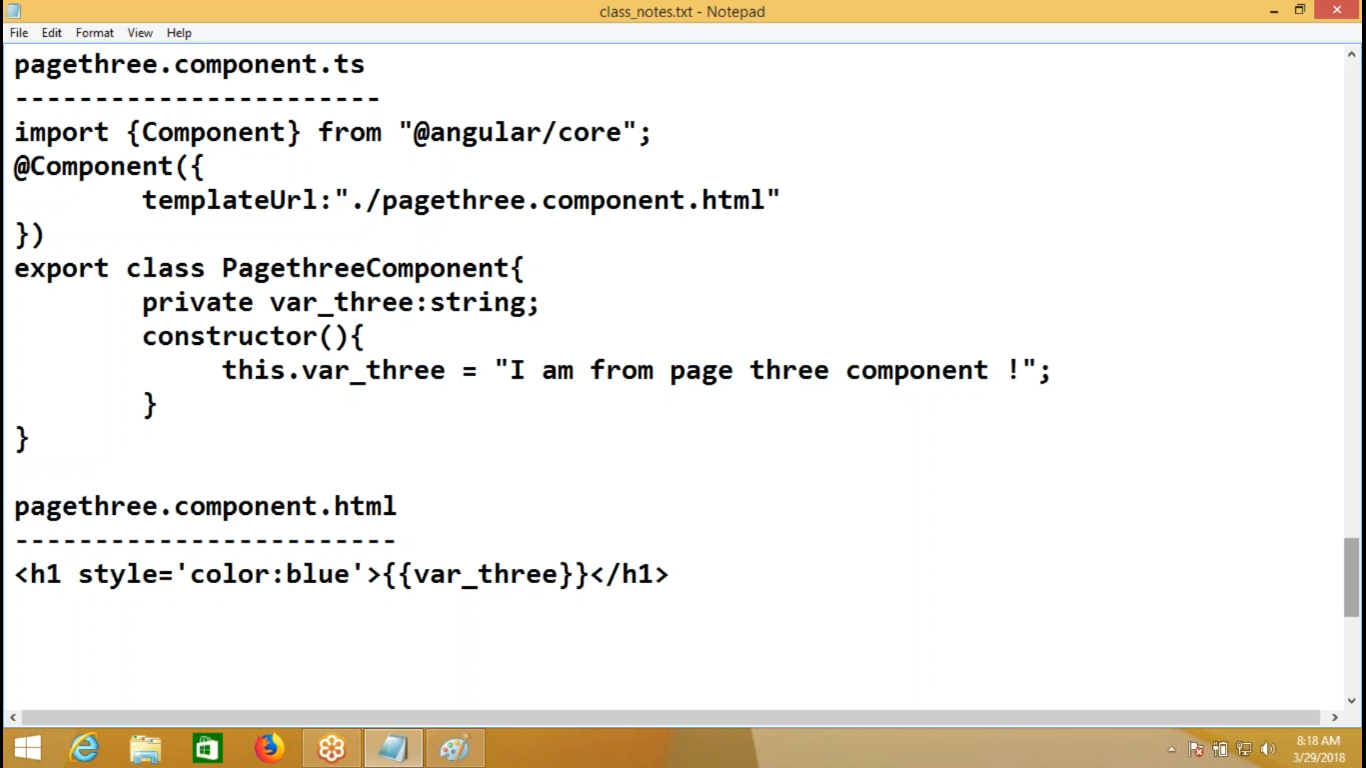 class_notes.txt - Notepad
File Edit Format View Help
pagethree.component.ts
-----------------------
import {Component} from "@angular/core";
@Component({
        templateUrl:"./pagethree.component.html"
})
export class PagethreeComponent{
        private var_three:string;
        constructor(){
             this.var_three = "I am from page three component !";
        }
}
pagethree.component.html
------------------------
<h1 style='color:blue'>{{var_three}}</h1>
8:18 AM
3/29/2018